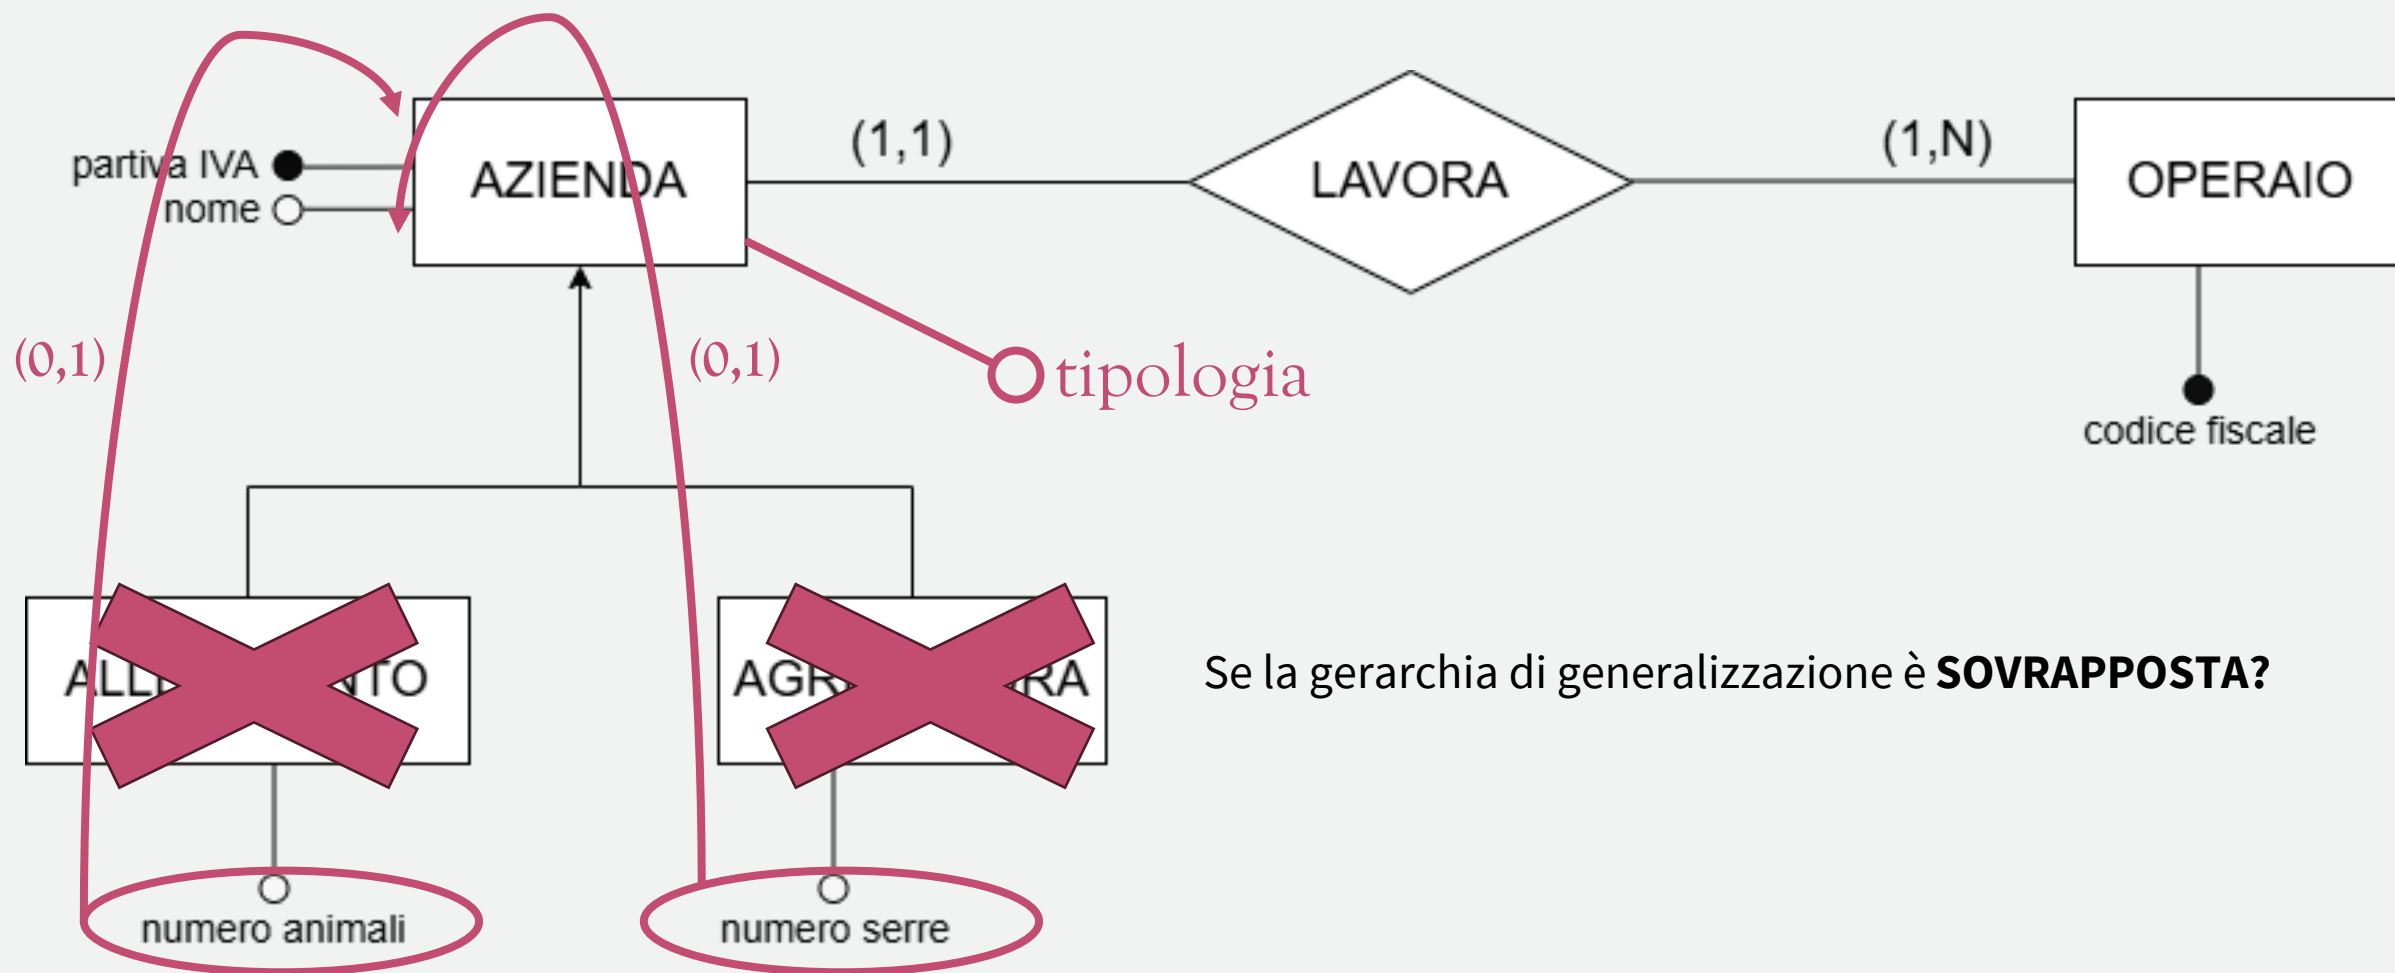 (1,1)
(1,N)
partiva IVA
nome
AZIENDA
LAVORA
OPERAIO
(0,1)
(0,1)
tipologia
codice fiscale
Se la gerarchia di generalizzazione è SOVRAPPOSTA?
numero animali
numero serre